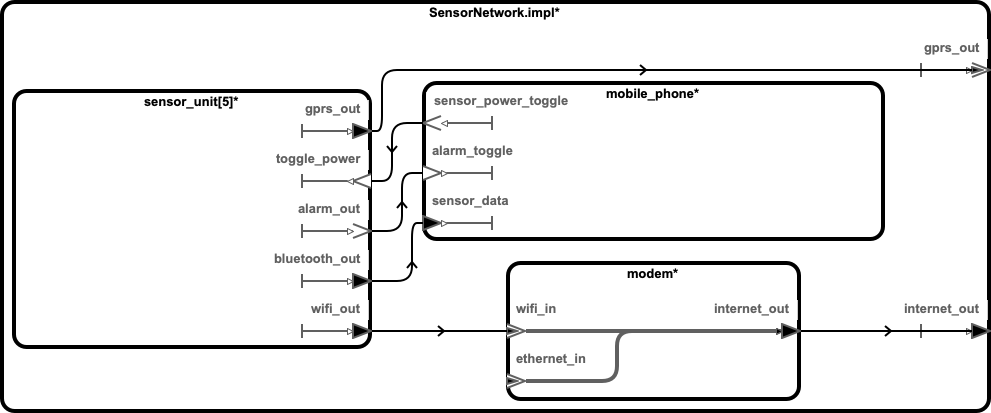 SensorNetwork.impl*
gprs_out
sensor_unit[5]*
gprs_out
toggle_power
alarm_out
bluetooth_out
wifi_out
mobile_phone*
sensor_power_toggle
alarm_toggle
sensor_data
modem*
wifi_in
internet_out
ethernet_in
internet_out